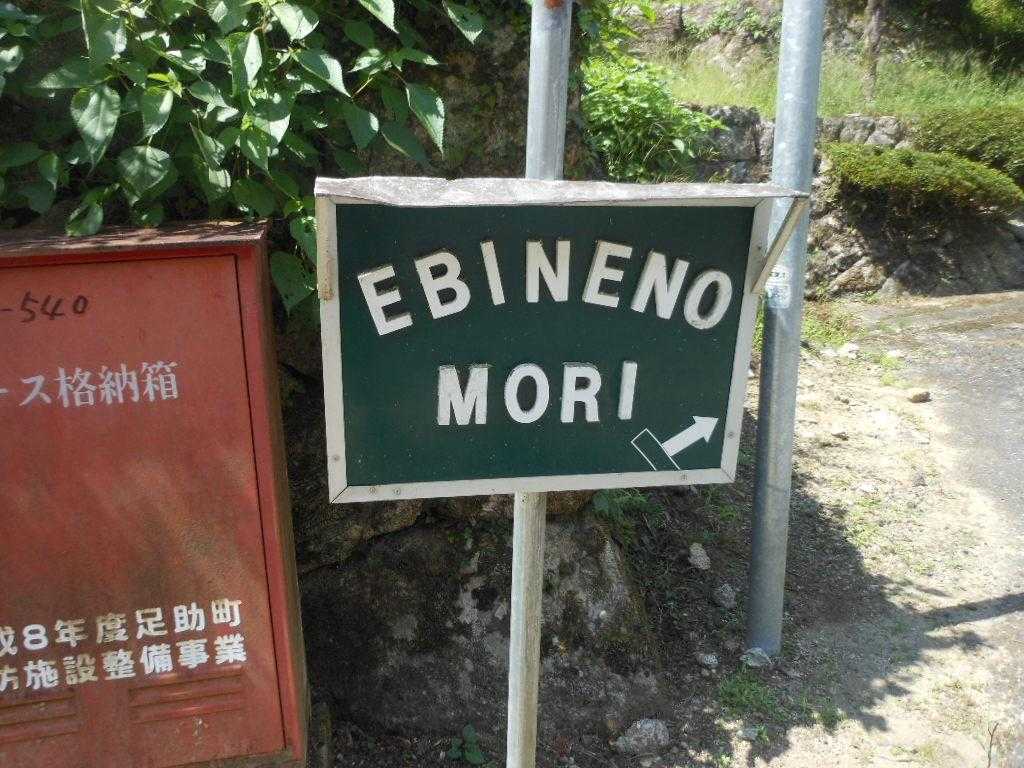 EBINENO
MORI
-540
ース格納箱
成8年度足助町
防施設整備事業